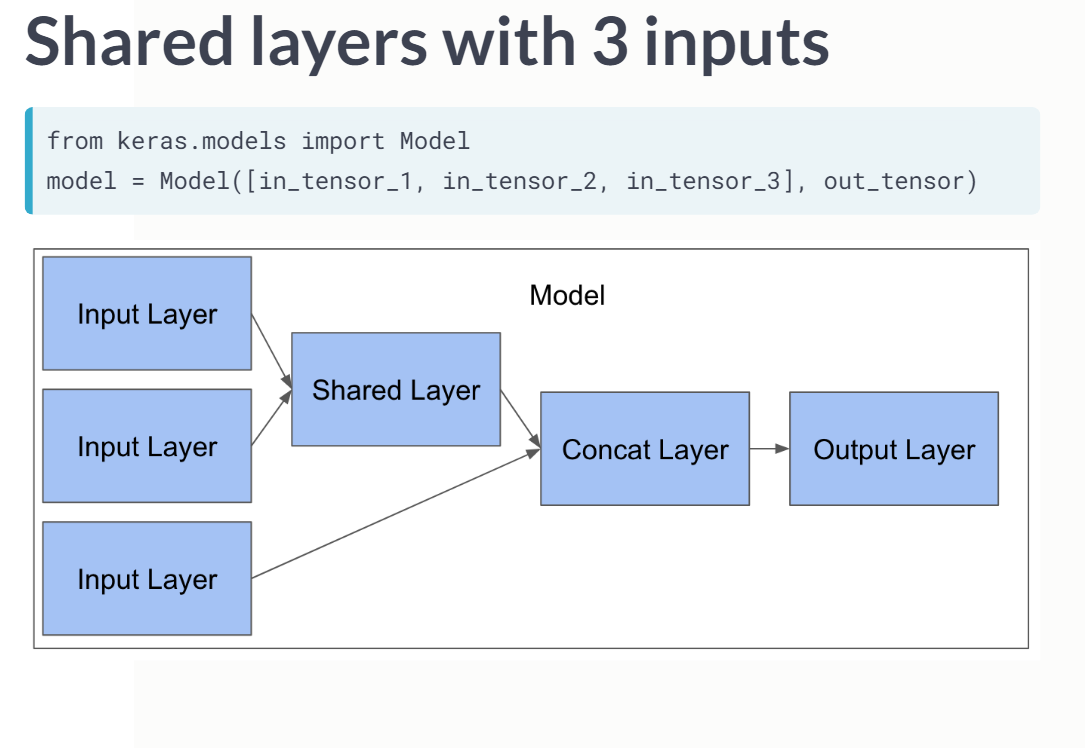 Shared layers with 3 inputs
from keras.models import Model
model = Model([in_tensor_1, in_tensor_2, in_tensor_3], out_tensor)
Model
Input Layer
Shared Layer
Input Layer
Concat Layer
Output Layer
Input Layer